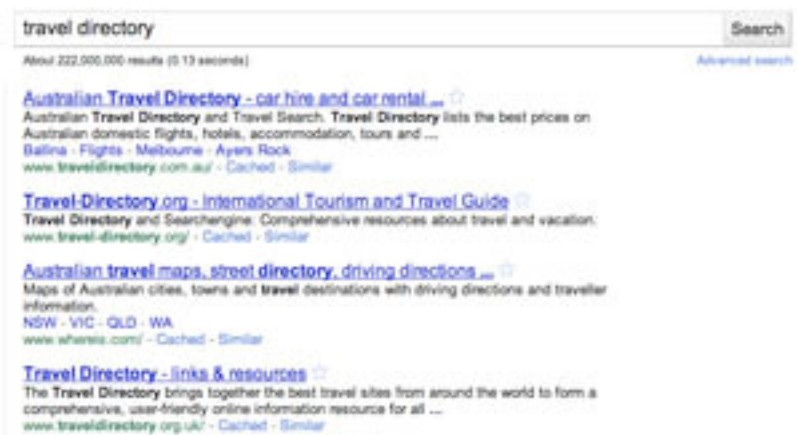 travel directory
Search
About 222,000,000 results (0.13 seconds)
Advanced search
Australian Travel Directory - car hire and car rental ...
Australian Travel Directory and Travel Search. Travel Directory lists the best prices on
Australian domestic flights, hotels, accommodation, tours and ...
Ballina - Flights - Melbourne - Ayers Rock
www.traveldirectory.com.au/ - Cached - Similar
Travel-Directory.org - International Tourism and Travel Guide
Travel Directory and Searchengine. Comprehensive resources about travel and vacation.
www.travel-directory.org/ - Cached - Similar
Australian travel maps, street directory, driving directions ...
Maps of Australian cities, towns and travel destinations with driving directions and traveller
information.
NSW - VIC - QLD - WA
www.whereis.com/ - Cached - Similar
Travel Directory - links & resources
The Travel Directory brings together the best travel sites from around the world to form a
comprehensive, user-friendly online information resource for all ...
www.traveldirectory.org.uk/ - Cached - Similar